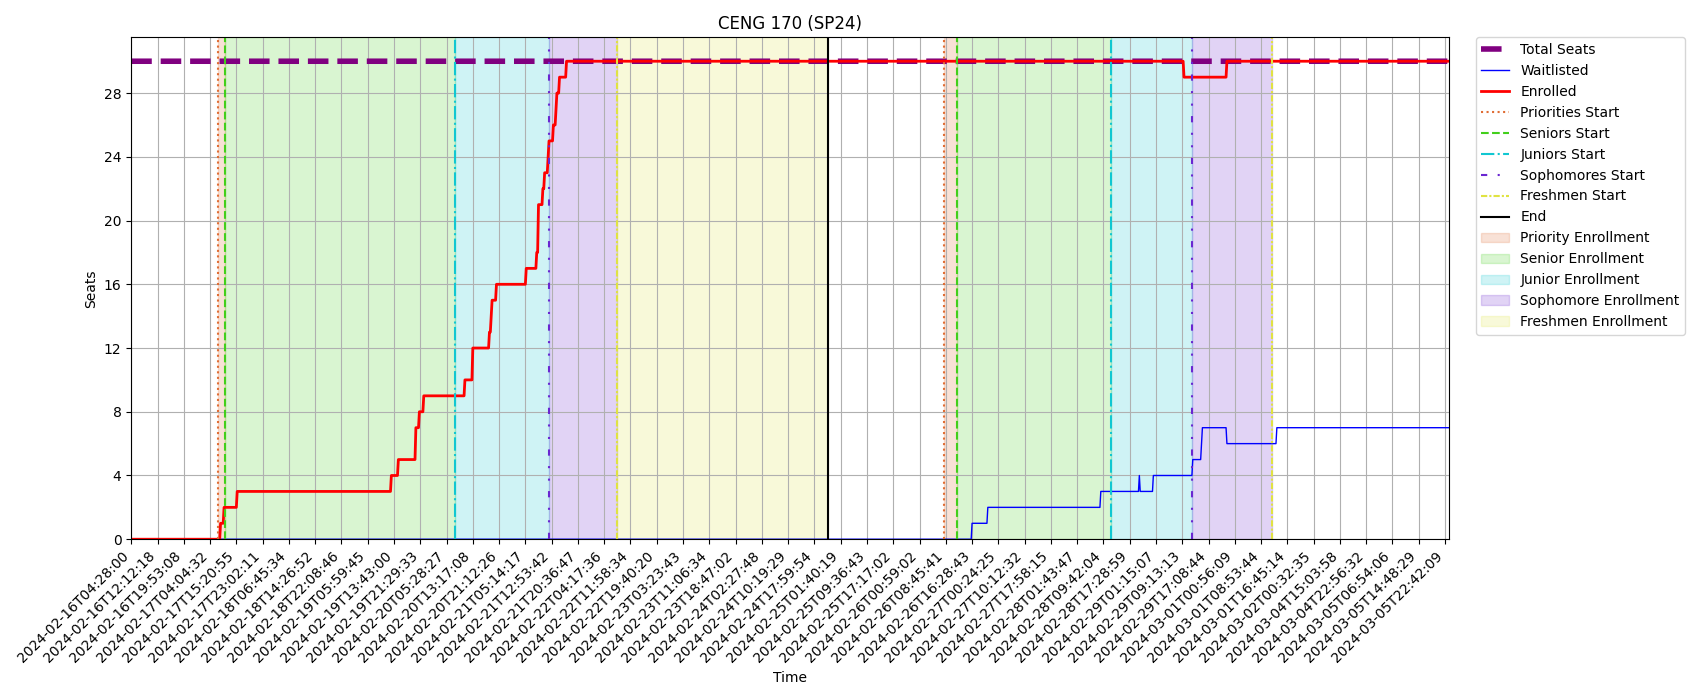 CENG 170 (SP24)
Seats
28
24
20
16
12
8
4
0
2024-02-16T04:28:00
2024-02-16T12:12:18
2024-02-16T19:53:08
2024-02-17T04:04:32
2024-02-17T15:20:55
2024-02-17T23:02:11
2024-02-18T06:45:34
2024-02-18T14:26:52
2024-02-18T22:08:46
2024-02-19T05:59:45
2024-02-19T13:43:00
2024-02-19T21:29:33
2024-02-20T05:28:27
2024-02-20T13:17:08
2024-02-20T21:12:26
2024-02-21T05:14:17
2024-02-21T12:53:42
2024-02-21T20:36:47
2024-02-22T04:17:36
2024-02-22T11:58:34
2024-02-22T19:40:20
2024-02-23T03:23:43
2024-02-23T11:06:34
2024-02-23T18:47:02
2024-02-24T02:27:48
2024-02-24T10:19:29
2024-02-24T17:59:54
2024-02-25T01:40:19
2024-02-25T09:36:43
2024-02-25T17:17:02
2024-02-26T00:59:02
2024-02-26T08:45:41
2024-02-26T16:28:43
2024-02-27T00:24:25
2024-02-27T10:12:32
2024-02-27T17:58:15
2024-02-28T01:43:47
2024-02-28T09:42:04
2024-02-28T17:28:59
2024-02-29T01:15:07
2024-02-29T09:13:13
2024-02-29T17:08:44
2024-03-01T00:56:09
2024-03-01T08:53:44
2024-03-01T16:45:14
2024-03-02T00:32:35
2024-03-04T15:03:58
2024-03-04T22:56:32
2024-03-05T06:54:06
2024-03-05T14:48:29
2024-03-05T22:42:09
Time
Total Seats
Waitlisted
Enrolled
Priorities Start
Seniors Start
Juniors Start
Sophomores Start
Freshmen Start
End
Priority Enrollment
Senior Enrollment
Junior Enrollment
Sophomore Enrollment
Freshmen Enrollment